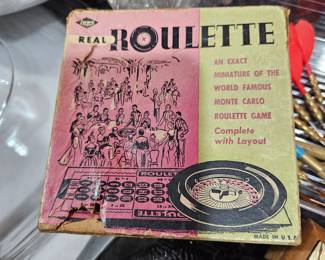 REAL ROULETTE
AN EXACT
MINIATURE OF THE
WORLD FAMOUS
MONTE CARLO
ROULETTE GAME
Complete
with Layout
ROULETTE
ROULETTE
MADE IN U.S.A.